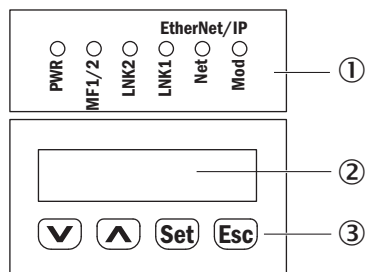 EtherNet/IP
PWR
MF1/2
LNK2
LNK1
Net
Mod
①
②
Set
Esc
③